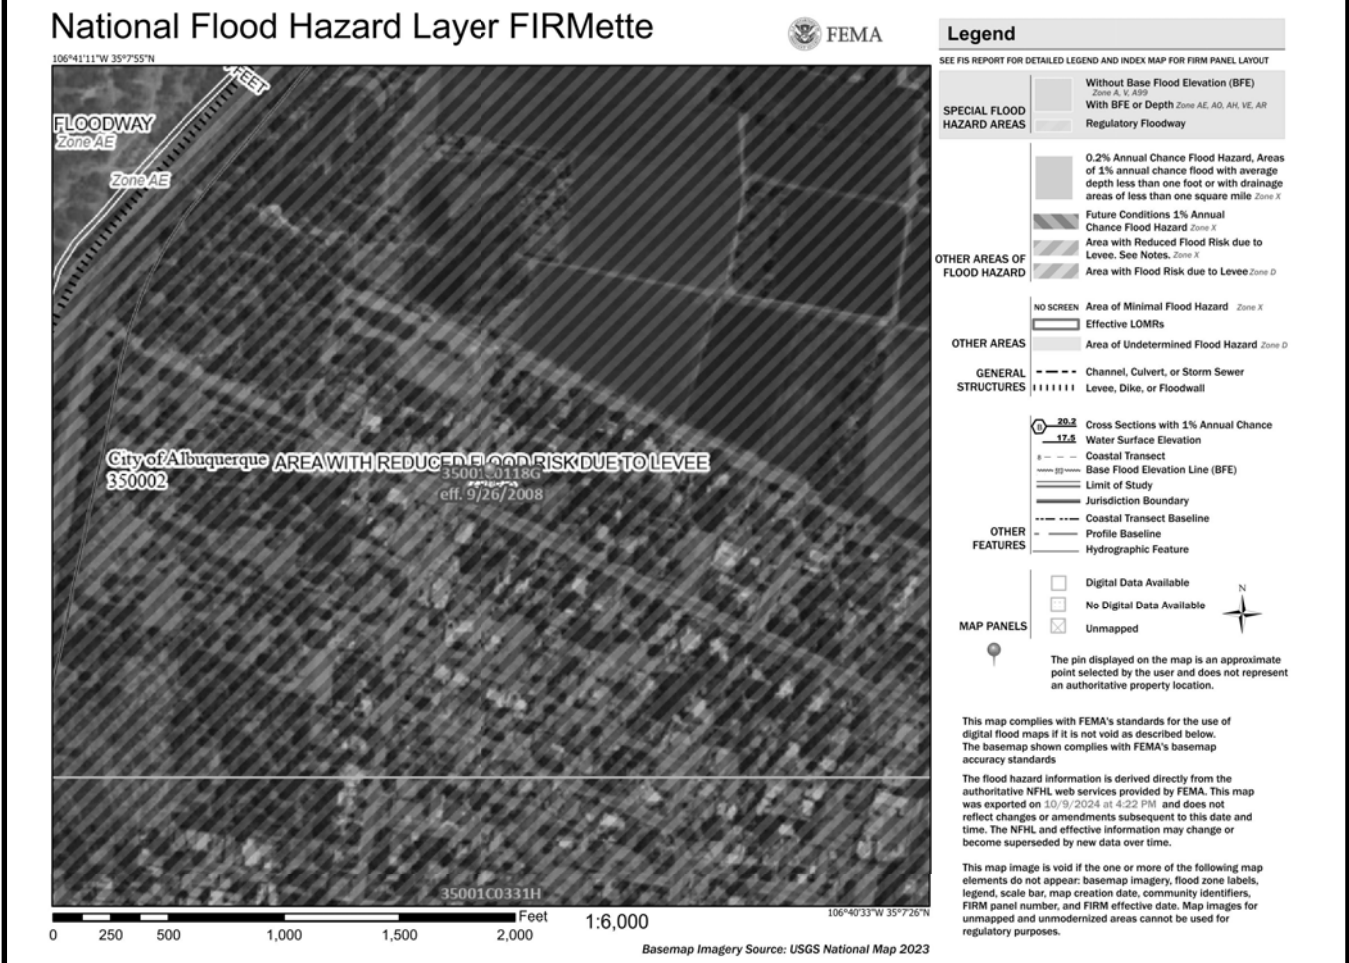 National Flood Hazard Layer FIRMette
FEMA
106°41'11"W 35°7'55"N
FEET
FLOODWAY
Zone AE
Zone AE
City of Albuquerque
350002
AREA WITH REDUCED FLOOD RISK DUE TO LEVEE
eff. 9/26/2008
35001C0331H
106°40'33"W 35°7'26"N
0 250 500 1,000 1,500 2,000
Feet
1:6,000
Basemap Imagery Source: USGS National Map 2023
Legend
SEE FIS REPORT FOR DETAILED LEGEND AND INDEX MAP FOR FIRM PANEL LAYOUT
SPECIAL FLOOD
HAZARD AREAS
Without Base Flood Elevation (BFE)
Zone A, V, A99
With BFE or Depth Zone AE, AO, AH, VE, AR
Regulatory Floodway
0.2% Annual Chance Flood Hazard, Areas
of 1% annual chance flood with average
depth less than one foot or with drainage
areas of less than one square mile Zone X
Future Conditions 1% Annual
Chance Flood Hazard Zone X
Area with Reduced Flood Risk due to
Levee. See Notes. Zone X
Area with Flood Risk due to Levee Zone D
OTHER AREAS OF
FLOOD HAZARD
NO SCREEN Area of Minimal Flood Hazard Zone X
Effective LOMRs
OTHER AREAS
Area of Undetermined Flood Hazard Zone D
GENERAL
STRUCTURES
Channel, Culvert, or Storm Sewer
Levee, Dike, or Floodwall
B 20.2 Cross Sections with 1% Annual Chance
17.5 Water Surface Elevation
8 Coastal Transect
513 Base Flood Elevation Line (BFE)
Limit of Study
Jurisdiction Boundary
Coastal Transect Baseline
OTHER
FEATURES
Profile Baseline
Hydrographic Feature
Digital Data Available
No Digital Data Available
Unmapped
MAP PANELS
N
The pin displayed on the map is an approximate
point selected by the user and does not represent
an authoritative property location.
This map complies with FEMA's standards for the use of
digital flood maps if it is not void as described below.
The basemap shown complies with FEMA's basemap
accuracy standards
The flood hazard information is derived directly from the
authoritative NFHL web services provided by FEMA. This map
was exported on 10/9/2024 at 4:22 PM and does not
reflect changes or amendments subsequent to this date and
time. The NFHL and effective information may change or
become superseded by new data over time.
This map image is void if the one or more of the following map
elements do not appear: basemap imagery, flood zone labels,
legend, scale bar, map creation date, community identifiers,
FIRM panel number, and FIRM effective date. Map images for
unmapped and unmodernized areas cannot be used for
regulatory purposes.